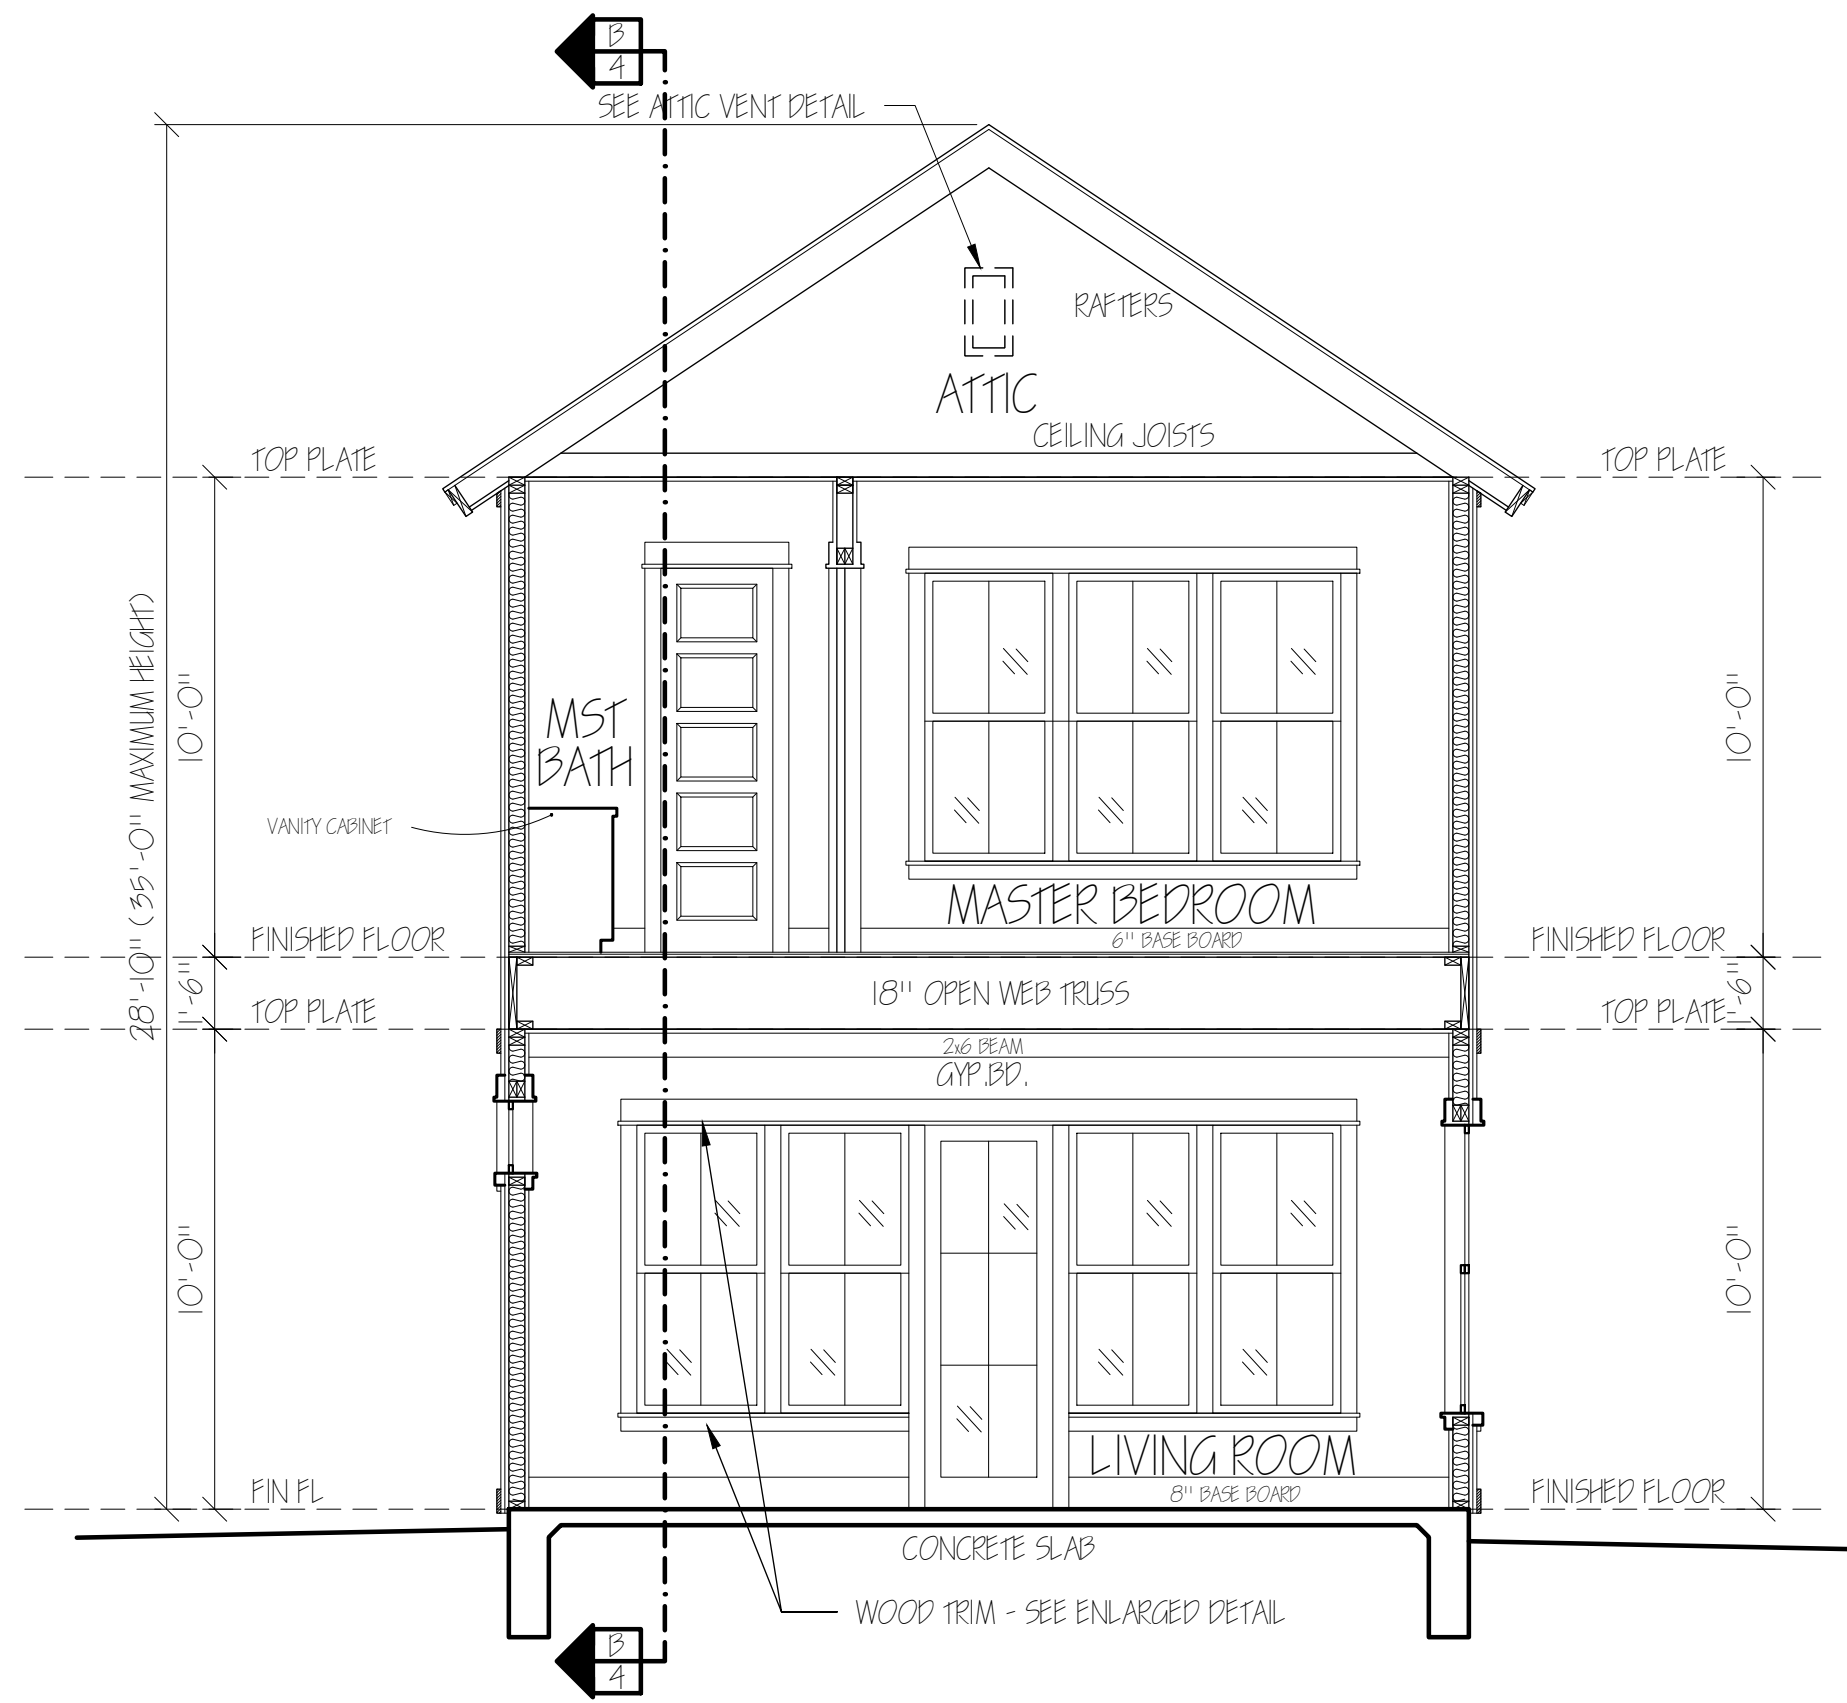 B
4
SEE ATTIC VENT DETAIL
RAFTERS
ATTIC
CEILING JOISTS
TOP PLATE
TOP PLATE
28'-10" (35'-0" MAXIMUM HEIGHT)
10'-0"
10'-0"
MST
BATH
VANITY CABINET
MASTER BEDROOM
6" BASE BOARD
FINISHED FLOOR
FINISHED FLOOR
1'-6"
18" OPEN WEB TRUSS
1'-6"
TOP PLATE
TOP PLATE
2x6 BEAM
GYP.BD.
10'-0"
10'-0"
LIVING ROOM
8" BASE BOARD
FIN FL
FINISHED FLOOR
CONCRETE SLAB
WOOD TRIM - SEE ENLARGED DETAIL
B
4